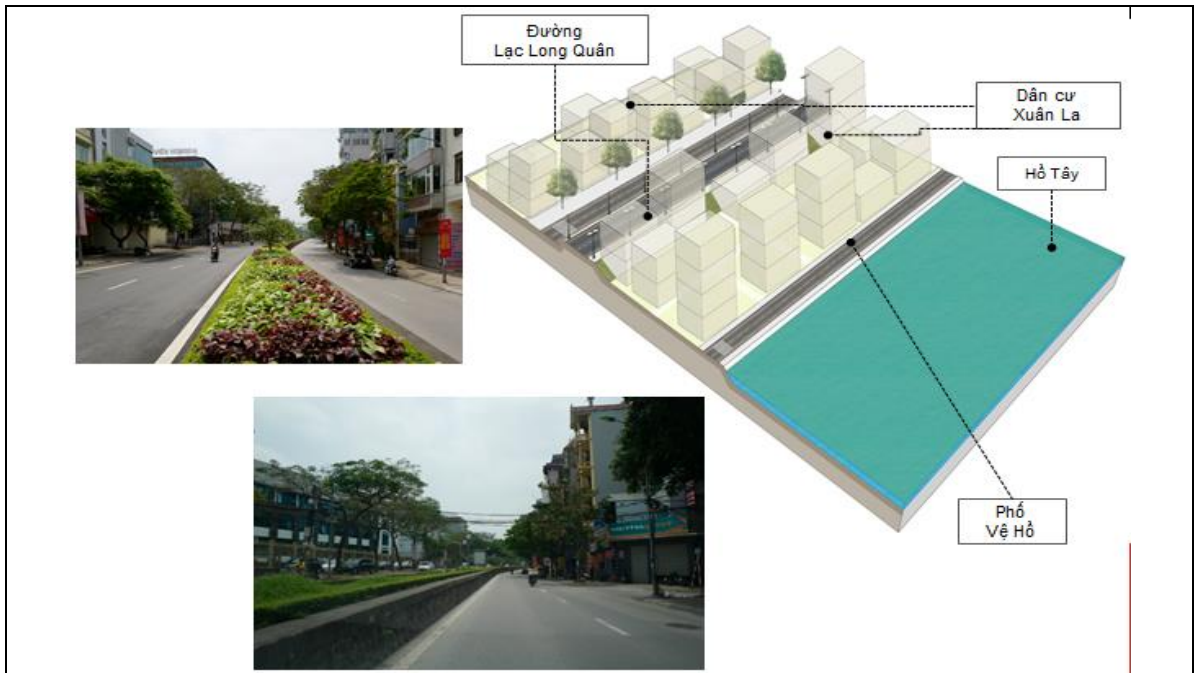 Đường
Lạc Long Quân
Dân cư
Xuân La
Hồ Tây
Phố
Vệ Hồ